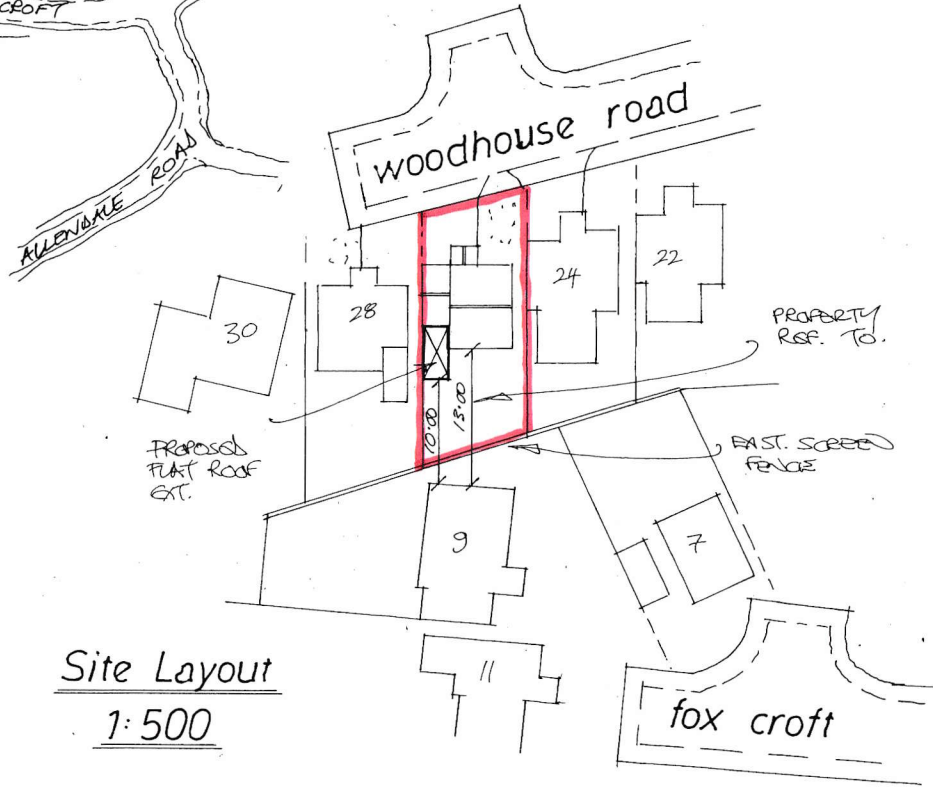 CROFT
ALLENDALE ROAD
woodhouse road
30
28
24
22
PROPERTY
REF. TO.
10.00
13.00
PROPOSED
FLAT ROOF
EXT.
EXIST. SCREEN
FENCE
9
7
11
Site Layout
1:500
fox croft